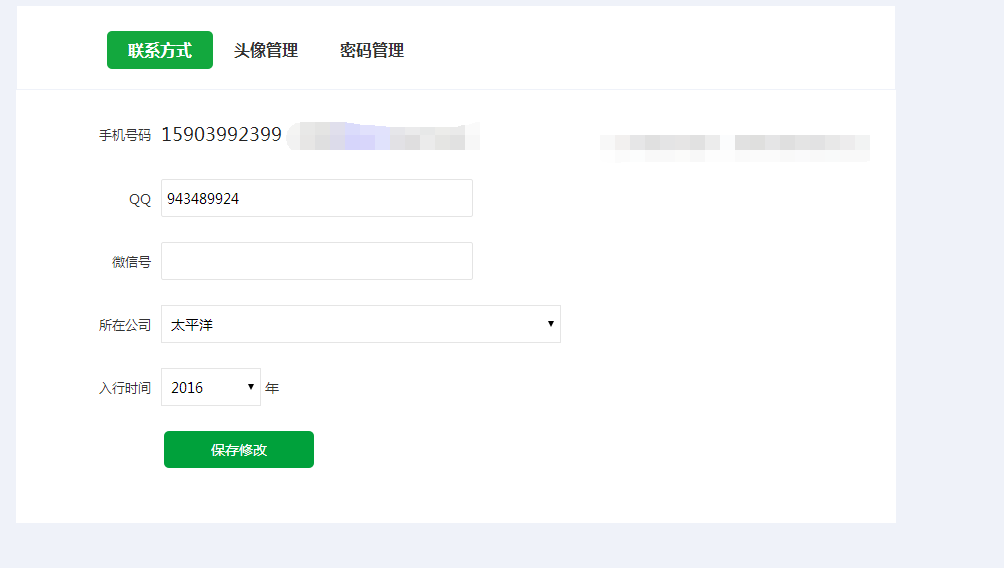 联系方式 头像管理 密码管理
手机号码 15903992399
QQ 943489924
微信号
所在公司 太平洋
入行时间 2016 年
保存修改